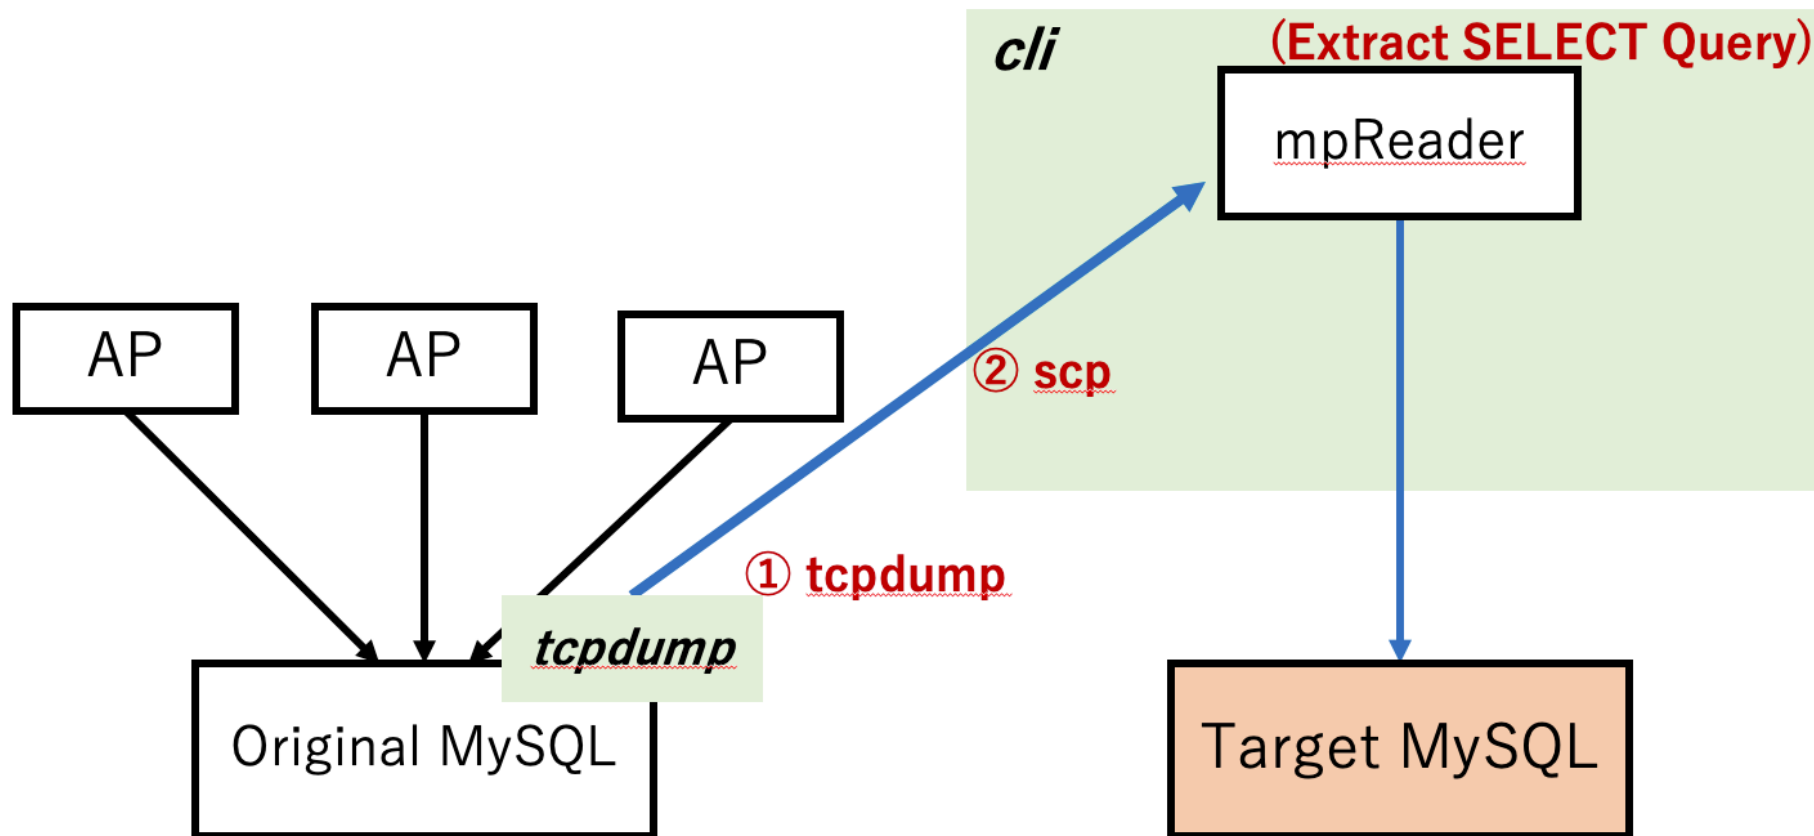 cli
(Extract SELECT Query)
mpReader
AP
AP
AP
② scp
① tcpdump
tcpdump
Original MySQL
Target MySQL